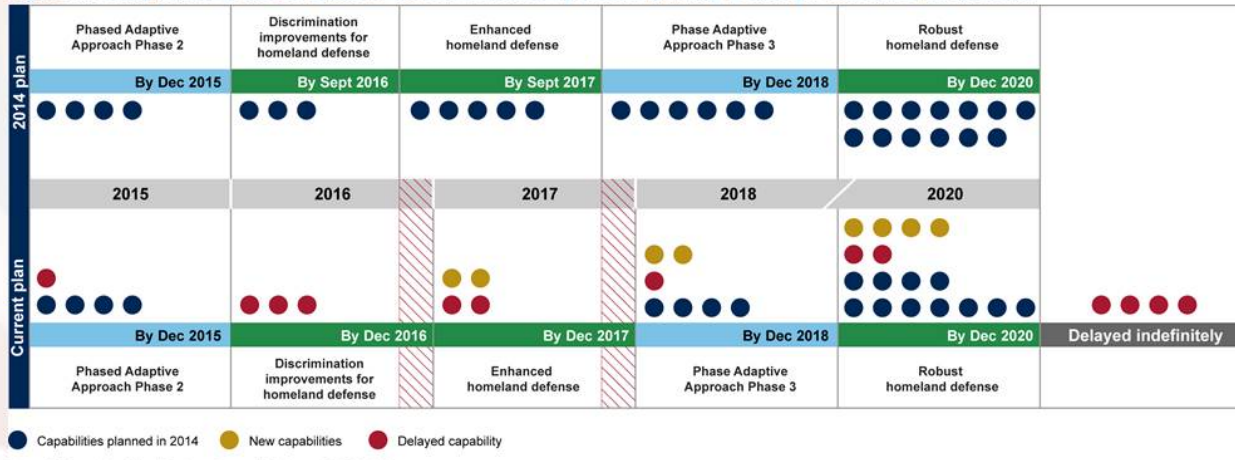 2014 plan
Phased Adaptive
Approach Phase 2
Discrimination
improvements for
homeland defense
Enhanced
homeland defense
Phase Adaptive
Approach Phase 3
Robust
homeland defense
By Dec 2015
By Sept 2016
By Sept 2017
By Dec 2018
By Dec 2020
2015
2016
2017
2018
2020
Current plan
By Dec 2015
By Dec 2016
By Dec 2017
By Dec 2018
By Dec 2020
Delayed indefinitely
Phased Adaptive
Approach Phase 2
Discrimination
improvements for
homeland defense
Enhanced
homeland defense
Phase Adaptive
Approach Phase 3
Robust
homeland defense
Capabilities planned in 2014
New capabilities
Delayed capability